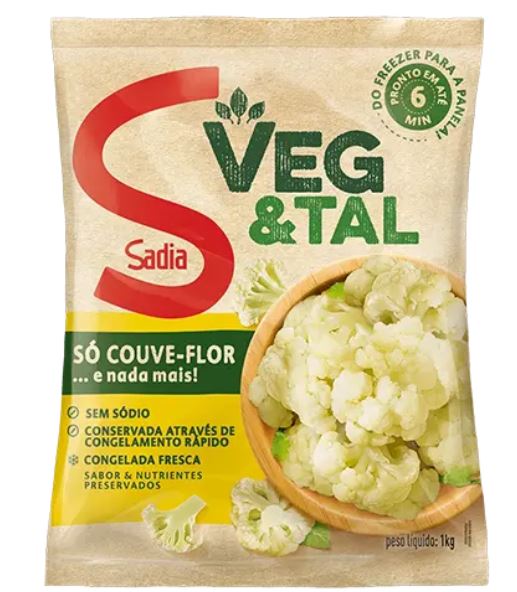 DO FREEZER PARA A PANELA!
PRONTO EM ATÉ
6
MIN
VEG
&TAL
S
Sadia
SÓ COUVE-FLOR
... e nada mais!
SEM SÓDIO
CONSERVADA ATRAVÉS DE
CONGELAMENTO RÁPIDO
CONGELADA FRESCA
SABOR & NUTRIENTES
PRESERVADOS
peso líquido: 1kg